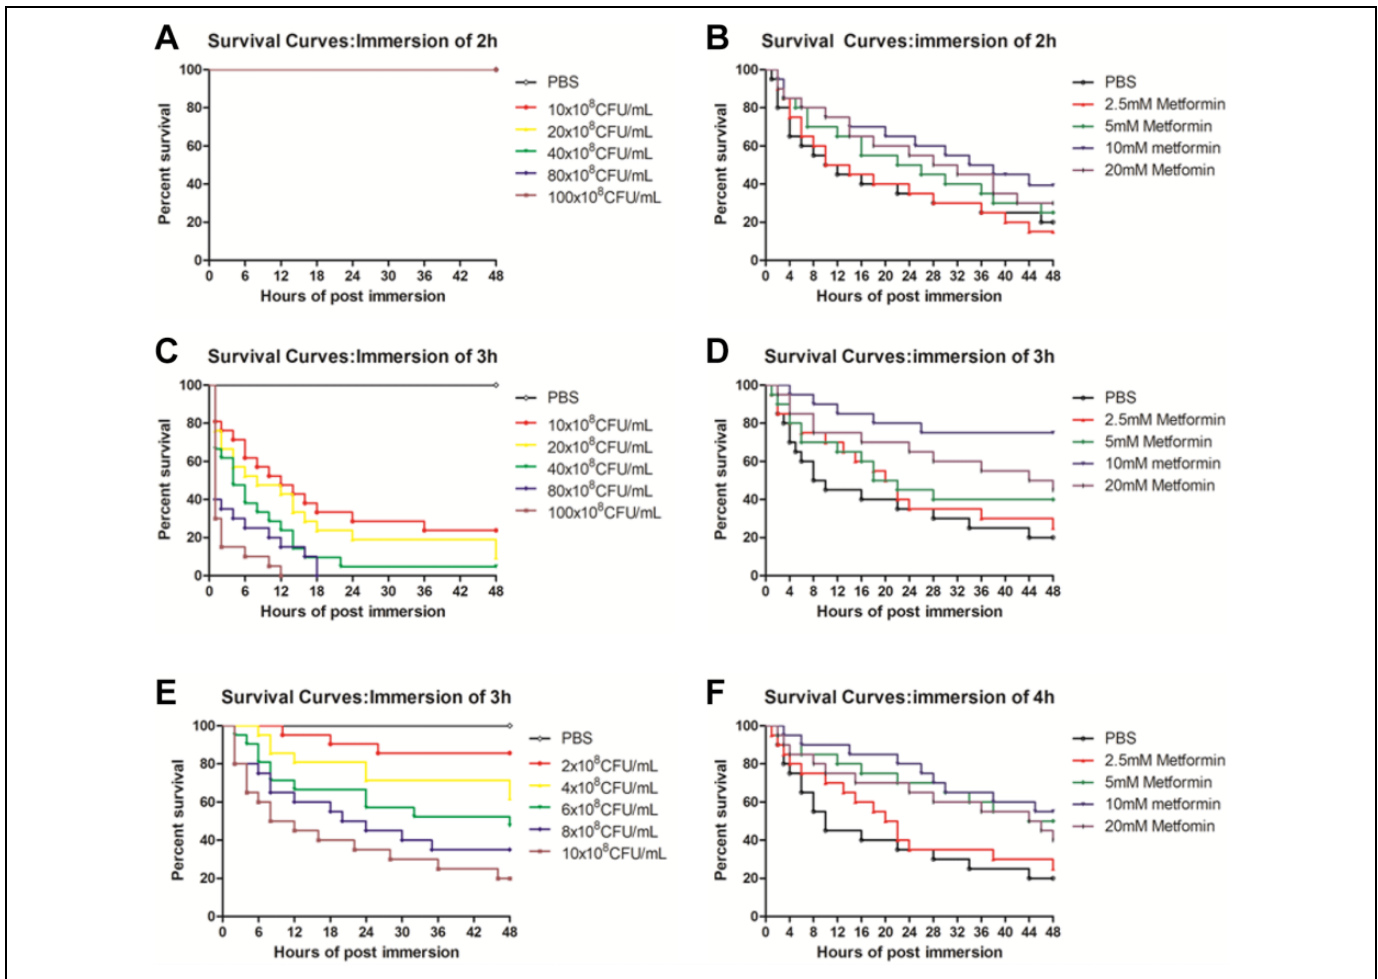 A Survival Curves:Immersion of 2h
Percent survival
100
80
60
40
20
0
0 6 12 18 24 30 36 42 48
Hours of post immersion
PBS
10x10⁸CFU/mL
20x10⁸CFU/mL
40x10⁸CFU/mL
80x10⁸CFU/mL
100x10⁸CFU/mL
B Survival Curves:immersion of 2h
Percent survival
100
80
60
40
20
0
0 4 8 12 16 20 24 28 32 36 40 44 48
Hours of post immersion
PBS
2.5mM Metformin
5mM Metformin
10mM metformin
20mM Metfomin
C Survival Curves:Immersion of 3h
Percent survival
100
80
60
40
20
0
0 6 12 18 24 30 36 42 48
Hours of post immersion
PBS
10x10⁸CFU/mL
20x10⁸CFU/mL
40x10⁸CFU/mL
80x10⁸CFU/mL
100x10⁸CFU/mL
D Survival Curves:immersion of 3h
Percent survival
100
80
60
40
20
0
0 4 8 12 16 20 24 28 32 36 40 44 48
Hours of post immersion
PBS
2.5mM Metformin
5mM Metformin
10mM metformin
20mM Metfomin
E Survival Curves:Immersion of 3h
Percent survival
100
80
60
40
20
0
0 6 12 18 24 30 36 42 48
Hours of post immersion
PBS
2x10⁸CFU/mL
4x10⁸CFU/mL
6x10⁸CFU/mL
8x10⁸CFU/mL
10x10⁸CFU/mL
F Survival Curves:immersion of 4h
Percent survival
100
80
60
40
20
0
0 4 8 12 16 20 24 28 32 36 40 44 48
Hours of post immersion
PBS
2.5mM Metformin
5mM Metformin
10mM metformin
20mM Metfomin